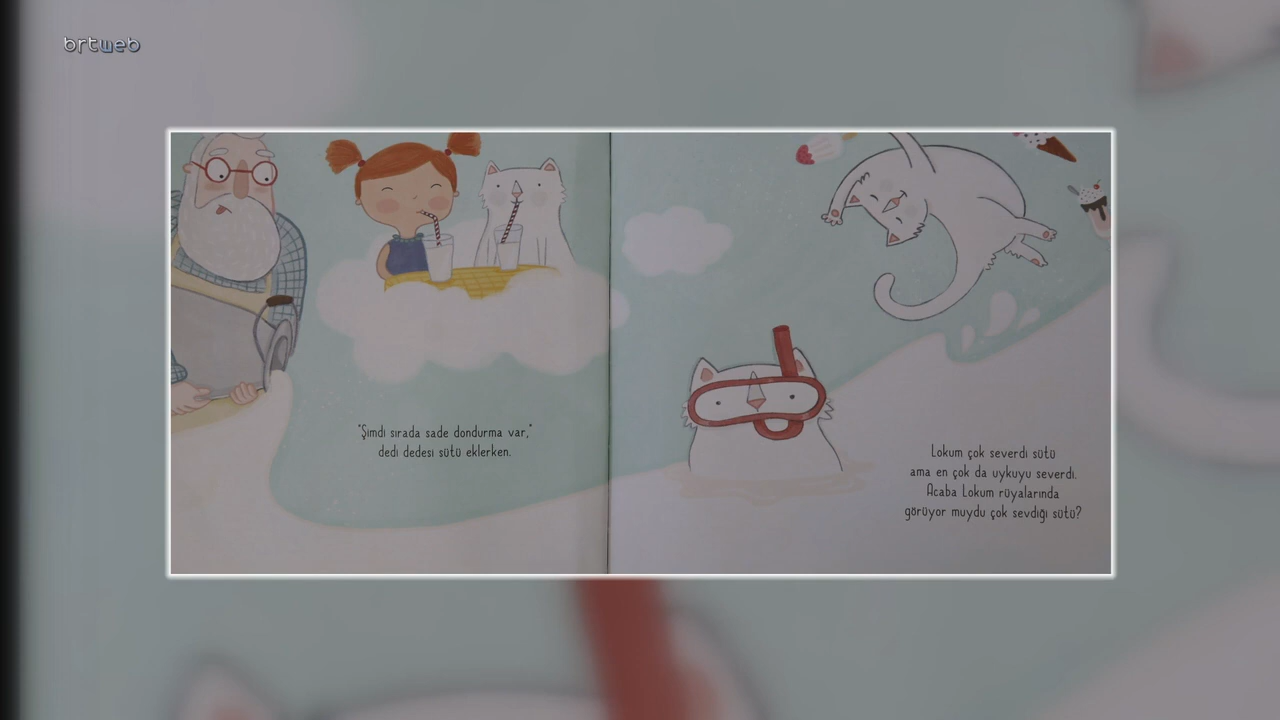 brtweb
"Şimdi sırada sade dondurma var,"
dedi dedesi sütü eklerken.
Lokum çok severdi sütü
ama en çok da uykuyu severdi.
Acaba Lokum rüyalarında
görüyor muydu çok sevdiği sütü?